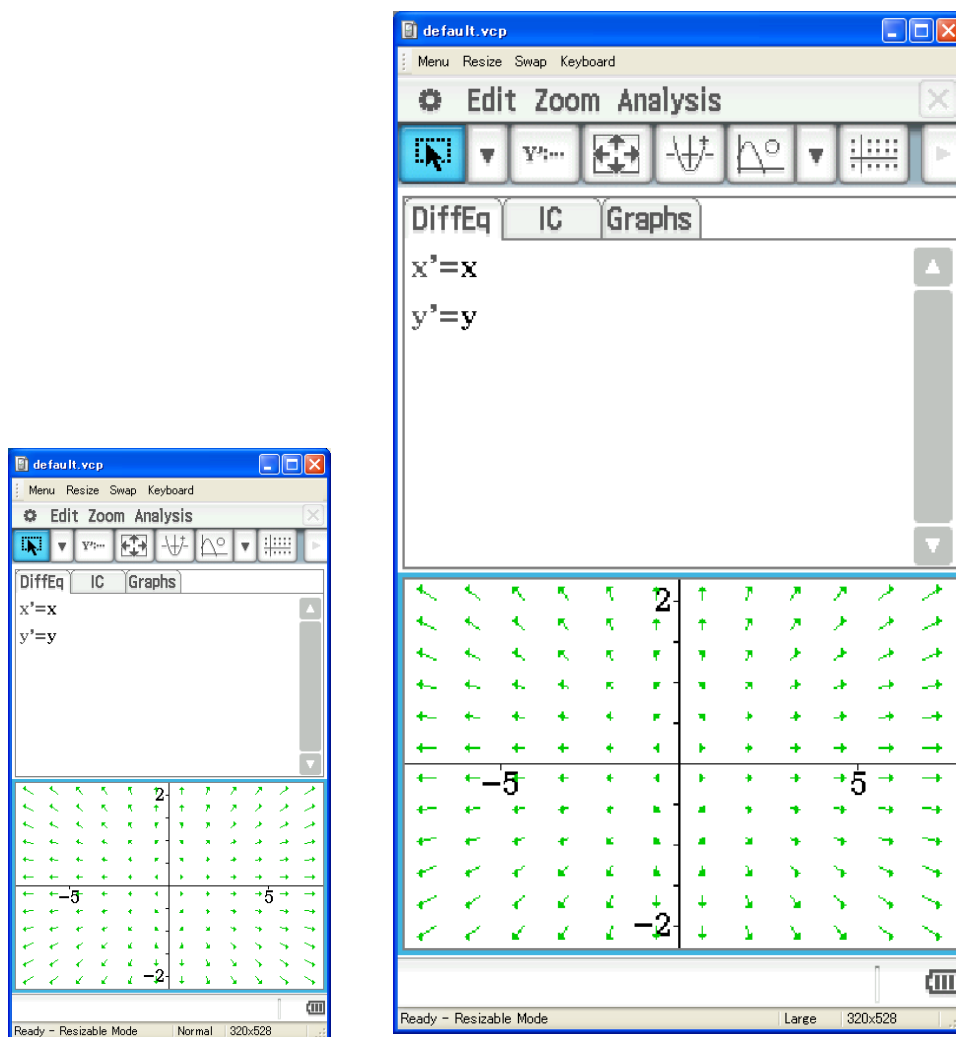 default.vcp
Menu Resize Swap Keyboard
Edit Zoom Analysis
DiffEq IC Graphs
x'=x
y'=y
2
-5 5
-2
Ready - Resizable Mode Normal 320x528
default.vcp
Menu Resize Swap Keyboard
Edit Zoom Analysis
Y':...
DiffEq IC Graphs
x'=x
y'=y
2
-5 5
-2
Ready - Resizable Mode Large 320x528